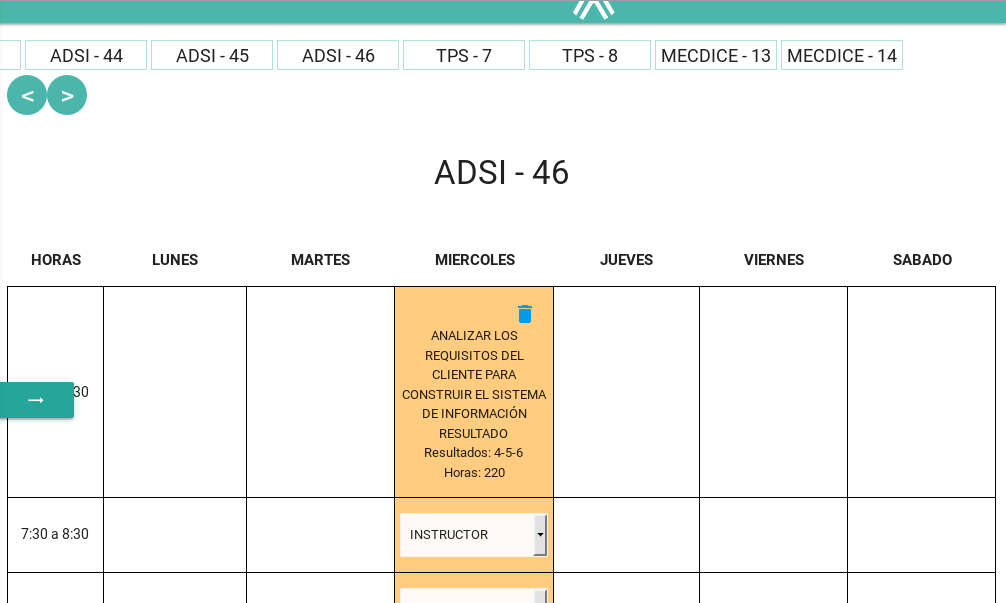 ADSI - 44 ADSI - 45 ADSI - 46 TPS - 7 TPS - 8 MECDICE - 13 MECDICE - 14
< >
ADSI - 46
HORAS LUNES MARTES MIERCOLES JUEVES VIERNES SABADO
ANALIZAR LOS
REQUISITOS DEL
CLIENTE PARA
30
→
CONSTRUIR EL SISTEMA
DE INFORMACIÓN
RESULTADO
Resultados: 4-5-6
Horas: 220
7:30 a 8:30 INSTRUCTOR